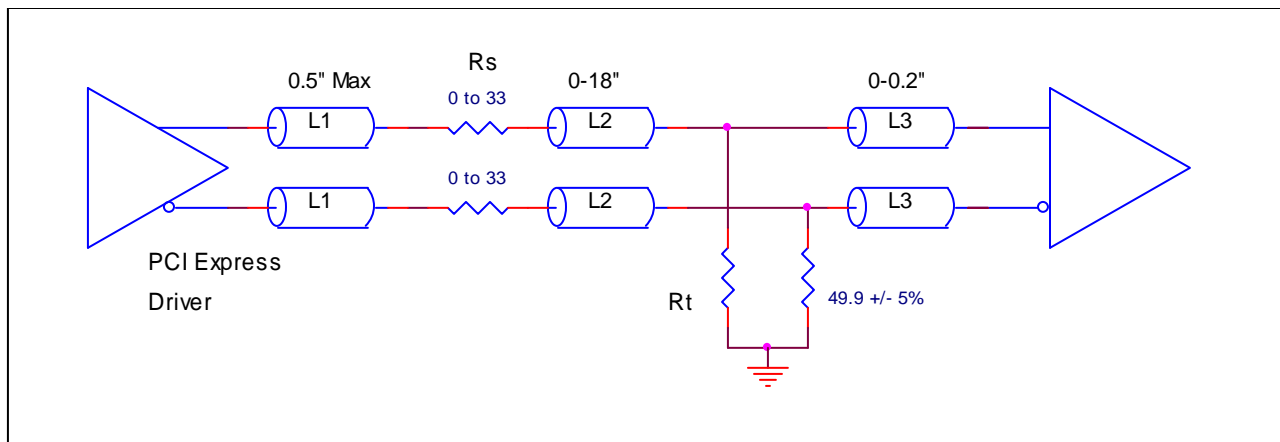 Rs
0.5" Max
0-18"
0-0.2"
0 to 33
L1
L2
L3
0 to 33
L1
L2
L3
PCI Express
Driver
Rt
49.9 +/- 5%